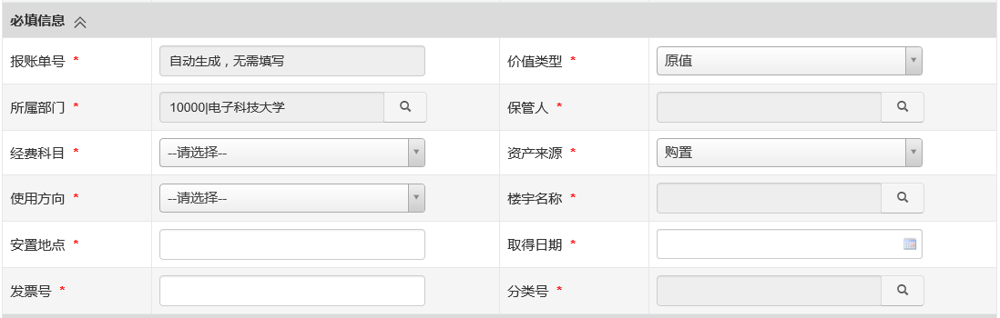 必填信息
报账单号 * 自动生成，无需填写 价值类型 * 原值
所属部门 * 10000|电子科技大学 保管人 *
经费科目 * --请选择-- 资产来源 * 购置
使用方向 * --请选择-- 楼宇名称 *
安置地点 * 取得日期 *
发票号 * 分类号 *